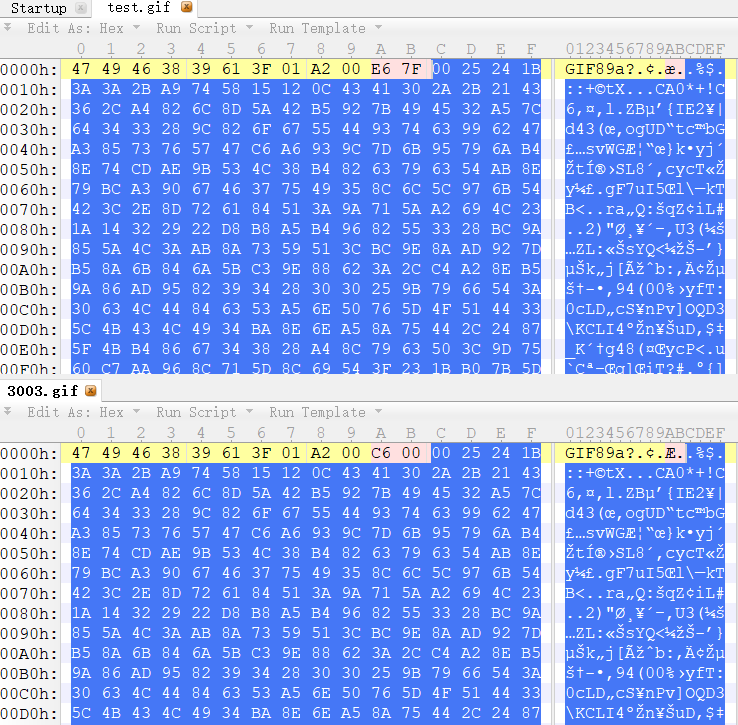 Startup test.gif
Edit As: Hex Run Script Run Template
0 1 2 3 4 5 6 7 8 9 A B C D E F 0123456789ABCDEF
0000h: 47 49 46 38 39 61 3F 01 A2 00 E6 7F 00 25 24 1B GIF89a?.¢.æ..%$.
0010h: 3A 3A 2B A9 74 58 15 12 0C 43 41 30 2A 2B 21 43 ::+©tX...CA0*+!C
0020h: 36 2C A4 82 6C 8D 5A 42 B5 92 7B 49 45 32 A5 7C 6,¤‚l.ZBµ’{IE2¥|
0030h: 64 34 33 28 9C 82 6F 67 55 44 93 74 63 99 62 47 d43(œ‚ogUD“tc™bG
0040h: A3 85 73 76 57 47 C6 A6 93 9C 7D 6B 95 79 6A B4 £…svWGÆ¦“œ}k•yj´
0050h: 8E 74 CD AE 9B 53 4C 38 B4 82 63 79 63 54 AB 8E ŽtÍ®›SL8´‚cycT«Ž
0060h: 79 BC A3 90 67 46 37 75 49 35 8C 6C 5C 97 6B 54 y¼£.gF7uI5Œl\—kT
0070h: 42 3C 2E 8D 72 61 84 51 3A 9A 71 5A A2 69 4C 23 B<..ra„Q:šqZ¢iL#
0080h: 1A 14 32 29 22 D8 B8 A5 B4 96 82 55 33 28 BC 9A ..2)"Ø¸¥´–‚U3(¼š
0090h: 85 5A 4C 3A AB 8A 73 59 51 3C BC 9E 8A AD 92 7D …ZL:«ŠsYQ<¼žŠ-’}
00A0h: B5 8A 6B 84 6A 5B C3 9E 88 62 3A 2C C4 A2 8E B5 µŠk„j[Ãžˆb:,Ä¢Žµ
00B0h: 9A 86 AD 95 82 39 34 28 30 30 25 9B 79 66 54 3A š†-•‚94(00%›yfT:
00C0h: 30 63 4C 44 84 63 53 A5 6E 50 76 5D 4F 51 44 33 0cLD„cS¥nPv]OQD3
00D0h: 5C 4B 43 4C 49 34 BA 8E 6E A5 8A 75 44 2C 24 87 \KCLI4ºŽn¥ŠuD,$‡
00E0h: 5F 4B B4 86 67 34 38 28 A4 8C 79 63 50 3C 9D 75 _K´†g48(¤ŒycP<.u
00F0h: 60 C7 AA 96 8C 71 5D 8C 69 54 3F 23 1B B0 7B 5D `Çª–Œq]ŒiT?#.°{]
3003.gif
Edit As: Hex Run Script Run Template
0 1 2 3 4 5 6 7 8 9 A B C D E F 0123456789ABCDEF
0000h: 47 49 46 38 39 61 3F 01 A2 00 C6 00 00 25 24 1B GIF89a?.¢.Æ..%$.
0010h: 3A 3A 2B A9 74 58 15 12 0C 43 41 30 2A 2B 21 43 ::+©tX...CA0*+!C
0020h: 36 2C A4 82 6C 8D 5A 42 B5 92 7B 49 45 32 A5 7C 6,¤‚l.ZBµ’{IE2¥|
0030h: 64 34 33 28 9C 82 6F 67 55 44 93 74 63 99 62 47 d43(œ‚ogUD“tc™bG
0040h: A3 85 73 76 57 47 C6 A6 93 9C 7D 6B 95 79 6A B4 £…svWGÆ¦“œ}k•yj´
0050h: 8E 74 CD AE 9B 53 4C 38 B4 82 63 79 63 54 AB 8E ŽtÍ®›SL8´‚cycT«Ž
0060h: 79 BC A3 90 67 46 37 75 49 35 8C 6C 5C 97 6B 54 y¼£.gF7uI5Œl\—kT
0070h: 42 3C 2E 8D 72 61 84 51 3A 9A 71 5A A2 69 4C 23 B<..ra„Q:šqZ¢iL#
0080h: 1A 14 32 29 22 D8 B8 A5 B4 96 82 55 33 28 BC 9A ..2)"Ø¸¥´–‚U3(¼š
0090h: 85 5A 4C 3A AB 8A 73 59 51 3C BC 9E 8A AD 92 7D …ZL:«ŠsYQ<¼žŠ-’}
00A0h: B5 8A 6B 84 6A 5B C3 9E 88 62 3A 2C C4 A2 8E B5 µŠk„j[Ãžˆb:,Ä¢Žµ
00B0h: 9A 86 AD 95 82 39 34 28 30 30 25 9B 79 66 54 3A š†-•‚94(00%›yfT:
00C0h: 30 63 4C 44 84 63 53 A5 6E 50 76 5D 4F 51 44 33 0cLD„cS¥nPv]OQD3
00D0h: 5C 4B 43 4C 49 34 BA 8E 6E A5 8A 75 44 2C 24 87 \KCLI4ºŽn¥ŠuD,$‡